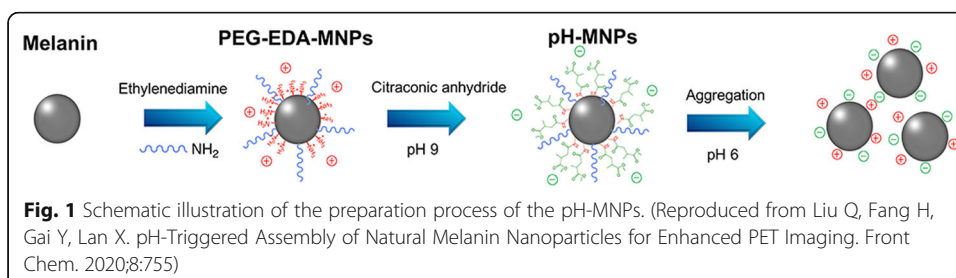 Melanin
PEG-EDA-MNPs
pH-MNPs
Ethylenediamine
NH2
Citraconic anhydride
pH 9
Aggregation
pH 6
Fig. 1 Schematic illustration of the preparation process of the pH-MNPs. (Reproduced from Liu Q, Fang H,
Gai Y, Lan X. pH-Triggered Assembly of Natural Melanin Nanoparticles for Enhanced PET Imaging. Front
Chem. 2020;8:755)